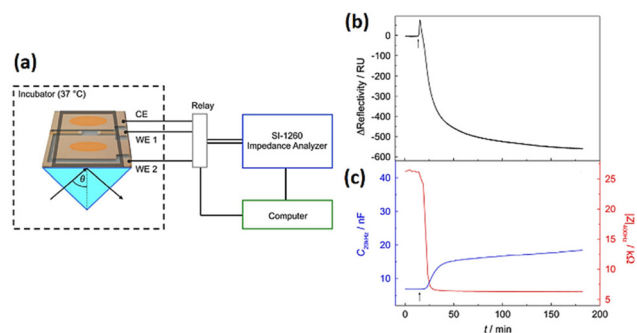 (a)
Incubator (37 °C)
CE
WE 1
WE 2
θ
Relay
SI-1260
Impedance Analyzer
Computer
(b)
ΔReflectivity / RU
0
-100
-200
-300
-400
-500
-600
(c)
C20kHz / nF
40
30
20
10
|Z|400Hz / kΩ
25
20
15
10
5
0
50
100
150
200
t / min